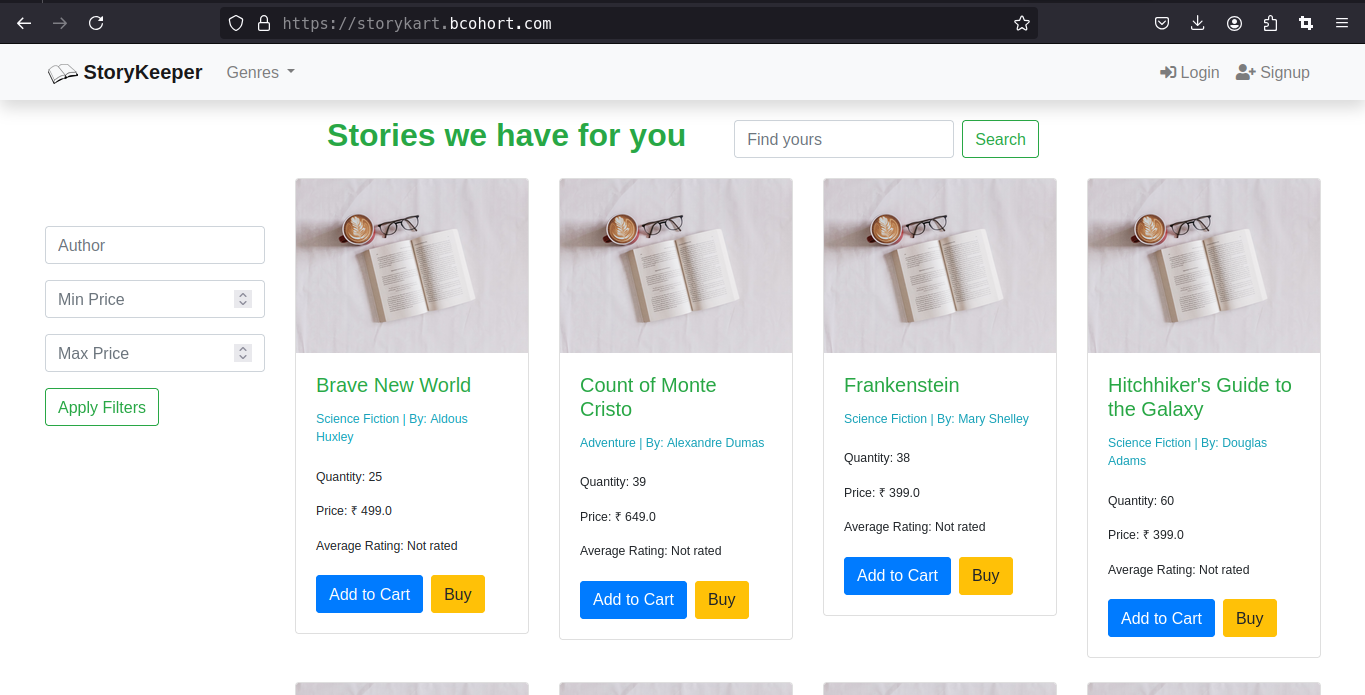 https://storykart.bcohort.com
StoryKeeper
Genres
Login
Signup
Stories we have for you
Find yours
Search
Author
Min Price
Max Price
Apply Filters
Brave New World
Science Fiction | By: Aldous
Huxley
Quantity: 25
Price: ₹ 499.0
Average Rating: Not rated
Add to Cart
Buy
Count of Monte
Cristo
Adventure | By: Alexandre Dumas
Quantity: 39
Price: ₹ 649.0
Average Rating: Not rated
Add to Cart
Buy
Frankenstein
Science Fiction | By: Mary Shelley
Quantity: 38
Price: ₹ 399.0
Average Rating: Not rated
Add to Cart
Buy
Hitchhiker's Guide to
the Galaxy
Science Fiction | By: Douglas
Adams
Quantity: 60
Price: ₹ 399.0
Average Rating: Not rated
Add to Cart
Buy